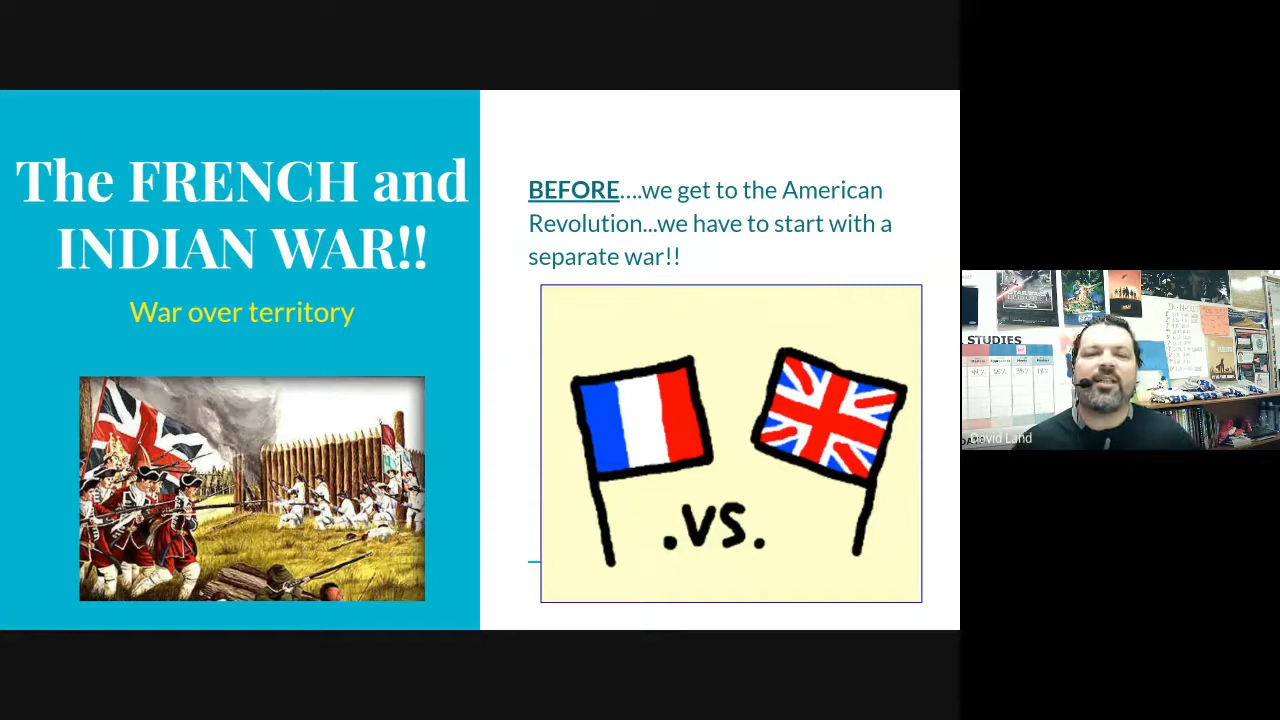 The FRENCH and
INDIAN WAR!!
War over territory
BEFORE....we get to the American
Revolution...we have to start with a
separate war!!
.VS.
STUDIES
David Land